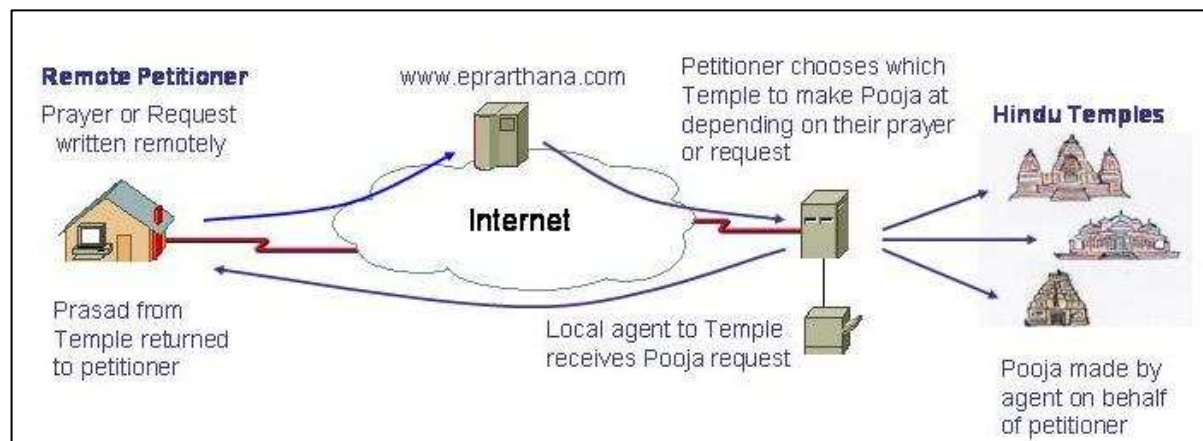 Remote Petitioner
Prayer or Request
written remotely
www.eprarthana.com
Petitioner chooses which
Temple to make Pooja at
depending on their prayer
or request
Hindu Temples
Internet
Prasad from
Temple returned
to petitioner
Local agent to Temple
receives Pooja request
Pooja made by
agent on behalf
of petitioner